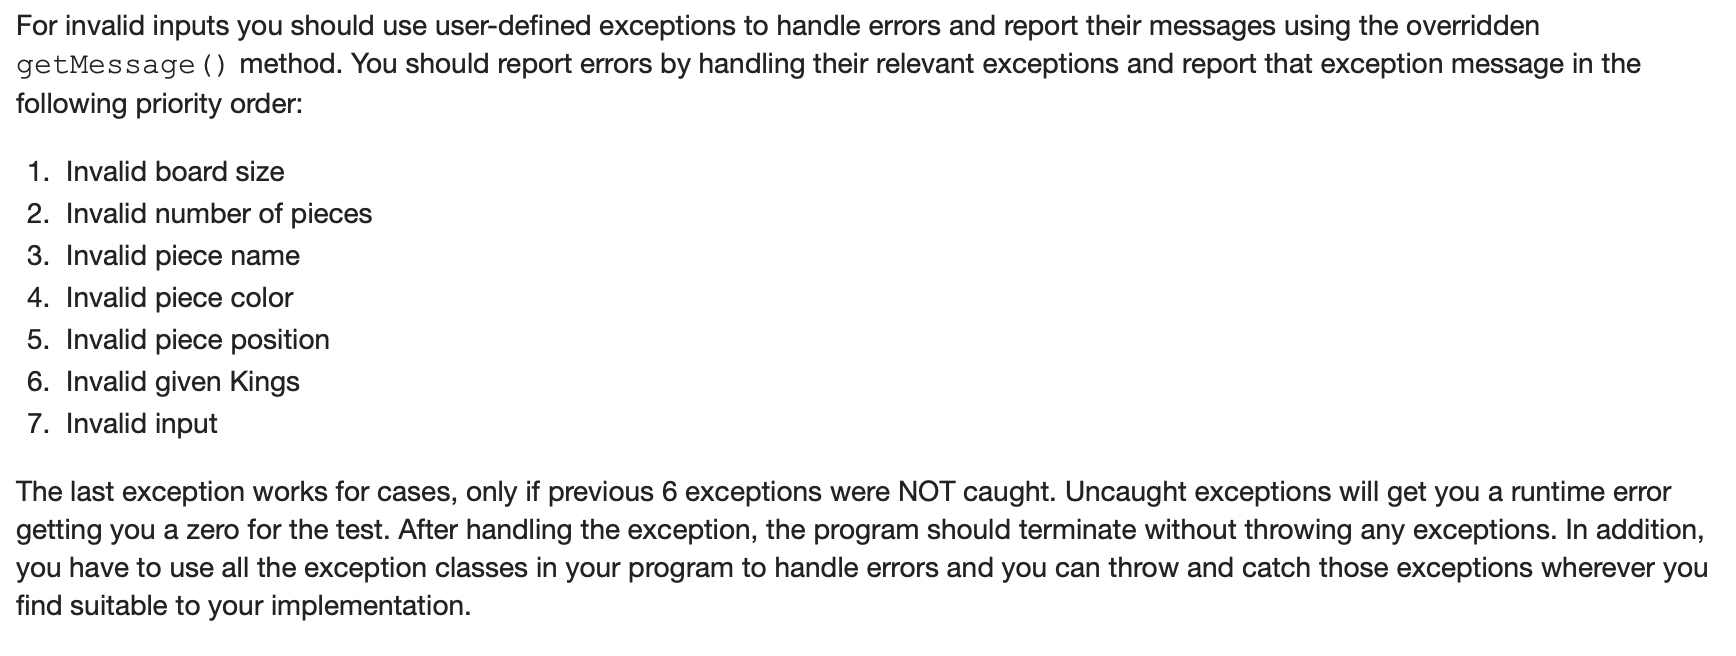 For invalid inputs you should use user-defined exceptions to handle errors and report their messages using the overridden
getMessage() method. You should report errors by handling their relevant exceptions and report that exception message in the
following priority order:
1. Invalid board size
2. Invalid number of pieces
3. Invalid piece name
4. Invalid piece color
5. Invalid piece position
6. Invalid given Kings
7. Invalid input
The last exception works for cases, only if previous 6 exceptions were NOT caught. Uncaught exceptions will get you a runtime error
getting you a zero for the test. After handling the exception, the program should terminate without throwing any exceptions. In addition,
you have to use all the exception classes in your program to handle errors and you can throw and catch those exceptions wherever you
find suitable to your implementation.